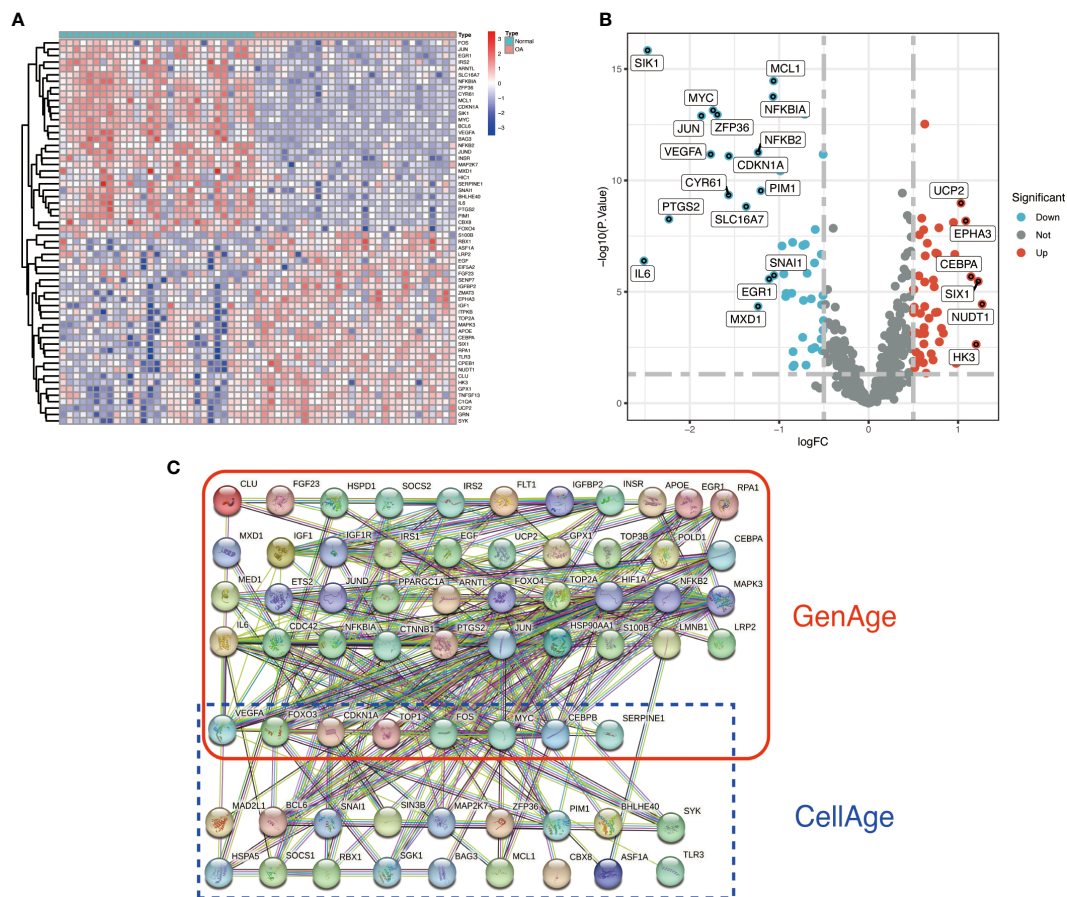 A
Type
Normal
OA
Type
3
2
1
0
−1
−2
−3
FOS
JUN
EGR1
IRS2
ARNTL
SLC16A7
NFKBIA
ZFP36
CYR61
MCL1
CDKN1A
SIK1
MYC
BCL6
VEGFA
BAG3
NFKB2
JUND
INSR
MAP2K7
MXD1
HIC1
SERPINE1
SNAI1
BHLHE40
IL6
PTGS2
PIM1
CBX8
FOXO4
S100B
RBX1
ASF1A
LRP2
EGF
EIF5A2
FGF23
SENP7
IGFBP2
ZMAT3
EPHA3
IGF1
ITPKB
TOP2A
MAPK3
APOE
CEBPA
SIX1
RPA1
TLR3
CPEB1
NUDT1
CLU
HK3
GPX1
TNFSF13
C1QA
UCP2
GRN
SYK
B
SIK1
MCL1
MYC
NFKBIA
JUN
ZFP36
NFKB2
VEGFA
CDKN1A
CYR61
PIM1
PTGS2
SLC16A7
UCP2
EPHA3
IL6
SNAI1
CEBPA
EGR1
SIX1
MXD1
NUDT1
HK3
15
10
5
0
−log10(P.Value)
−2
−1
0
1
logFC
Significant
Down
Not
Up
C
CLU FGF23 HSPD1 SOCS2 IRS2 FLT1 IGFBP2 INSR APOE EGR1 RPA1
MXD1 IGF1 IGF1R IRS1 EGF UCP2 GPX1 TOP3B POLD1 CEBPA
MED1 ETS2 JUND PPARGC1A ARNTL FOXO4 TOP2A HIF1A NFKB2 MAPK3
IL6 CDC42 NFKBIA CTNNB1 PTGS2 JUN HSP90AA1 S100B LMNB1 LRP2
GenAge
VEGFA FOXO3 CDKN1A TOP1 FOS MYC CEBPB SERPINE1
MAD2L1 BCL6 SNAI1 SIN3B MAP2K7 ZFP36 PIM1 BHLHE40 SYK
CellAge
HSPA5 SOCS1 RBX1 SGK1 BAG3 MCL1 CBX8 ASF1A TLR3